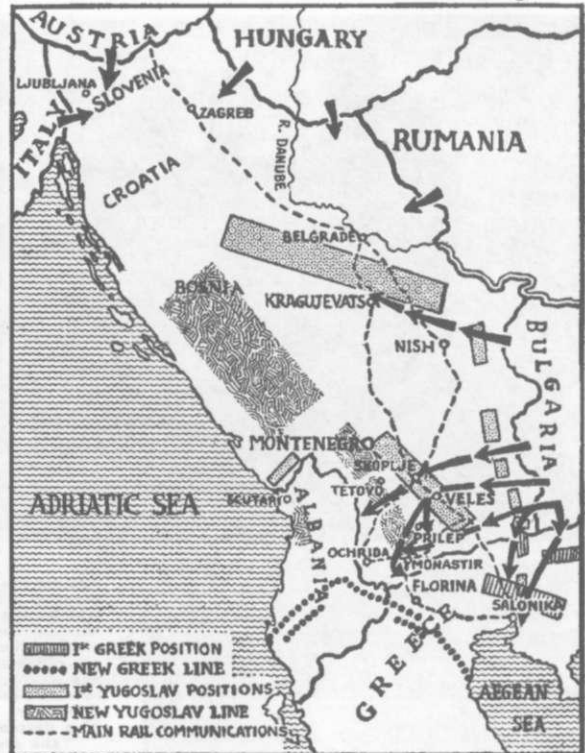 AUSTRIA
HUNGARY
LJUBLJANA
SLOVENIA
ITALY
ZAGREB
RUMANIA
CROATIA
R. DANUBE
BELGRADE
BOSNIA
KRAGUJEVATS
NISH
BULGARIA
MONTENEGRO
SKOPLJE
ADRIATIC SEA
SCUTARI
TETOVO
VELES
ALBANIA
PRILEP
OCHRIDA
MONASTIR
FLORINA
SALONIKA
GREECE
AEGEAN
SEA
1st GREEK POSITION
NEW GREEK LINE
1st YUGOSLAV POSITIONS
NEW YUGOSLAV LINE
MAIN RAIL COMMUNICATIONS